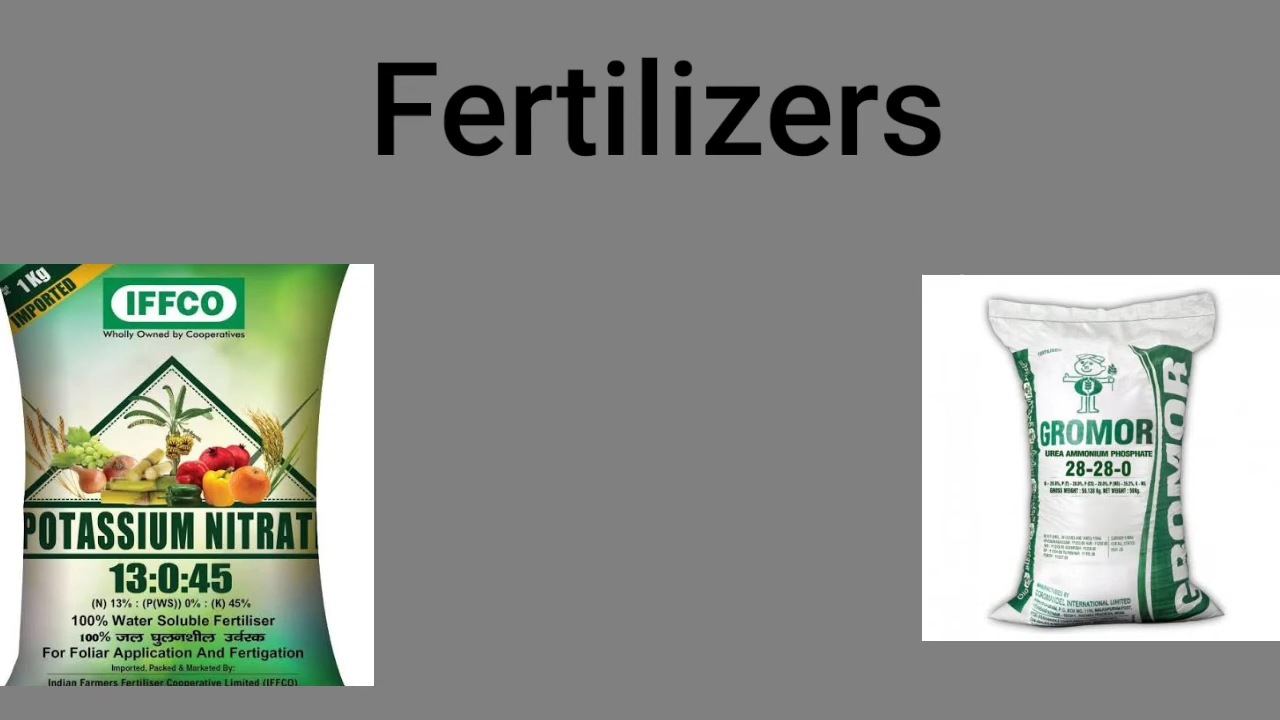 Fertilizers
1 Kg
IMPORTED
IFFCO
Wholly Owned by Cooperatives
POTASSIUM NITRAT
13:0:45
(N) 13% : (P(WS)) 0% : (K) 45%
100% Water Soluble Fertiliser
100% जल घुलनशील उर्वरक
For Foliar Application And Fertigation
Imported, Packed & Marketed By:
Indian Farmers Fertiliser Cooperative Limited (IFFCO)
GROMOR
UREA AMMONIUM PHOSPHATE
28-28-0
GROMOR